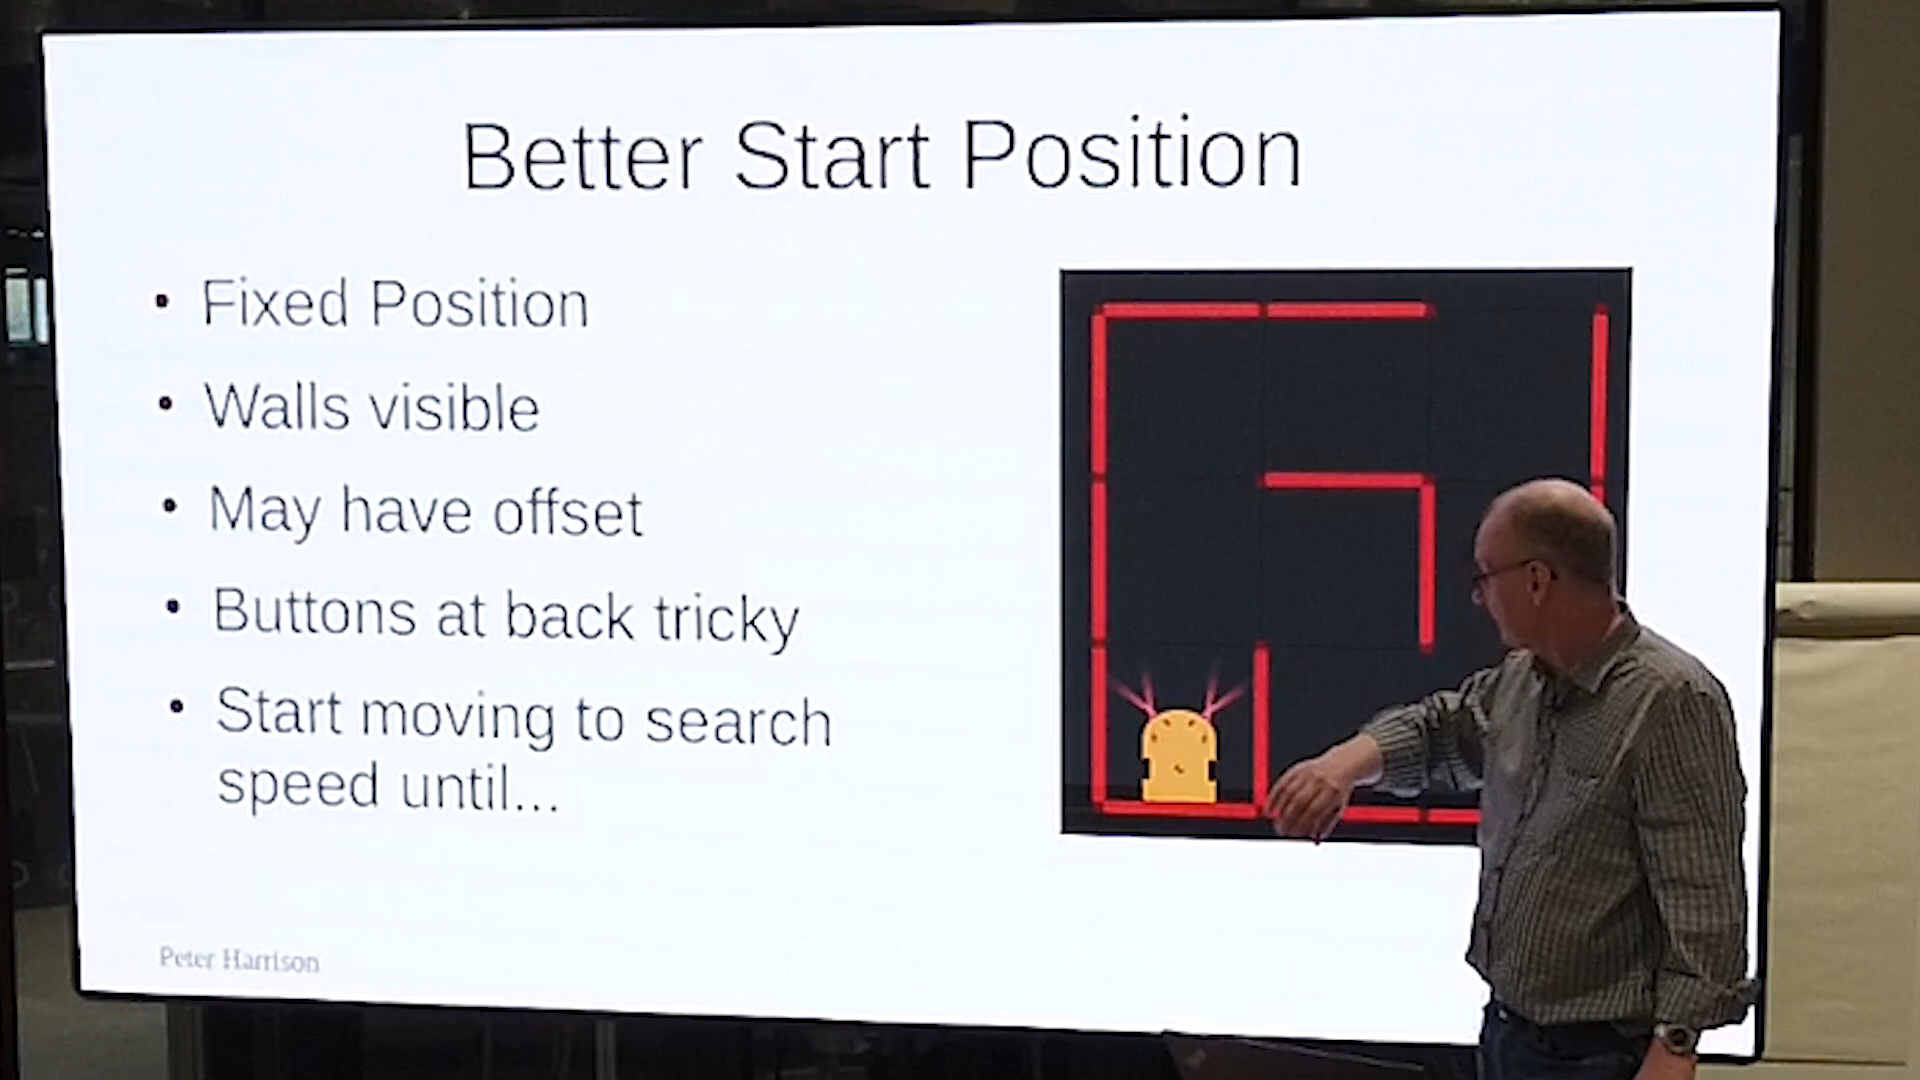 Better Start Position
• Fixed Position
• Walls visible
• May have offset
• Buttons at back tricky
• Start moving to search
speed until...
Peter Harrison